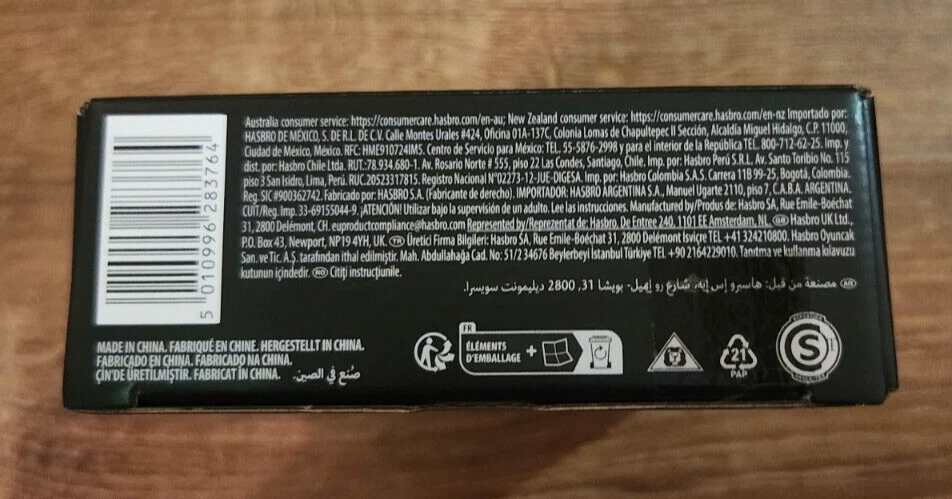 Australia consumer service: https://consumercare.hasbro.com/en-au; New Zealand consumer service: https://consumercare.hasbro.com/en-nz Importado por:
HASBRO DE MÉXICO, S. DE R.L. DE C.V. Calle Montes Urales #424, Oficina 01A-137C, Colonia Lomas de Chapultepec II Sección, Alcaldía Miguel Hidalgo, C.P. 11000,
Ciudad de México, México. RFC: HME910724IM5. Centro de Servicio para México: TEL. 55-5876-2998 y para el interior de la República TEL. 800-712-62-25. Imp. y
dist. por: Hasbro Chile Ltda. RUT:78.934.680-1. Av. Rosario Norte # 555, piso 22 Las Condes, Santiago, Chile, Imp. por: Hasbro Perú S.R.L. Av. Santo Toribio No. 115
piso 3 San Isidro, Lima, Perú. RUC.20523317815. Registro Nacional N°02273-12-JUE-DIGESA. Imp. por: Hasbro Colombia S.A.S. Carrera 11B 99-25, Bogotá, Colombia.
Reg. SIC #900362742. Fabricado por: HASBRO S.A. (Fabricante de derecho). IMPORTADOR: HASBRO ARGENTINA S.A., Manuel Ugarte 2110, piso 7, C.A.B.A. ARGENTINA.
CUIT/Reg. Imp. 33-69155044-9. ¡ATENCIÓN! Utilizar bajo la supervisión de un adulto. Lee las instrucciones. Manufactured by/Produs de: Hasbro SA, Rue Emile-Boéchat
31, 2800 Delémont, CH. euproductcompliance@hasbro.com Represented by/Reprezentat de: Hasbro, De Entree 240, 1101 EE Amsterdam, NL. GB Hasbro UK Ltd.,
P.O. Box 43, Newport, NP19 4YH, UK. TR Üretici Firma Bilgileri: Hasbro SA, Rue Emile-Boéchat 31, 2800 Delémont İsviçre TEL +41 324210800. Hasbro Oyuncak
San. ve Tic. A.Ş. tarafından ithal edilmiştir. Mah. Abdullahağa Cad. No: 51/2 34676 Beylerbeyi İstanbul Türkiye TEL +90 2164229010. Tanıtma ve kullanma kılavuzu
kutunun içindedir. RO Citiți instrucțiunile.
AR مصنعة من قبل: هاسبرو إس إيه، شارع رو إميل- بويشا 31, 2800 ديليمونت سويسرا.
5 010996 283764
MADE IN CHINA. FABRIQUÉ EN CHINE. HERGESTELLT IN CHINA.
FABRICADO EN CHINA. FABRICADO NA CHINA.
ÇİN'DE ÜRETİLMİŞTİR. FABRICAT ÎN CHINA. صُنع في الصين.
FR
ÉLÉMENTS
D'EMBALLAGE +
21
PAP
S